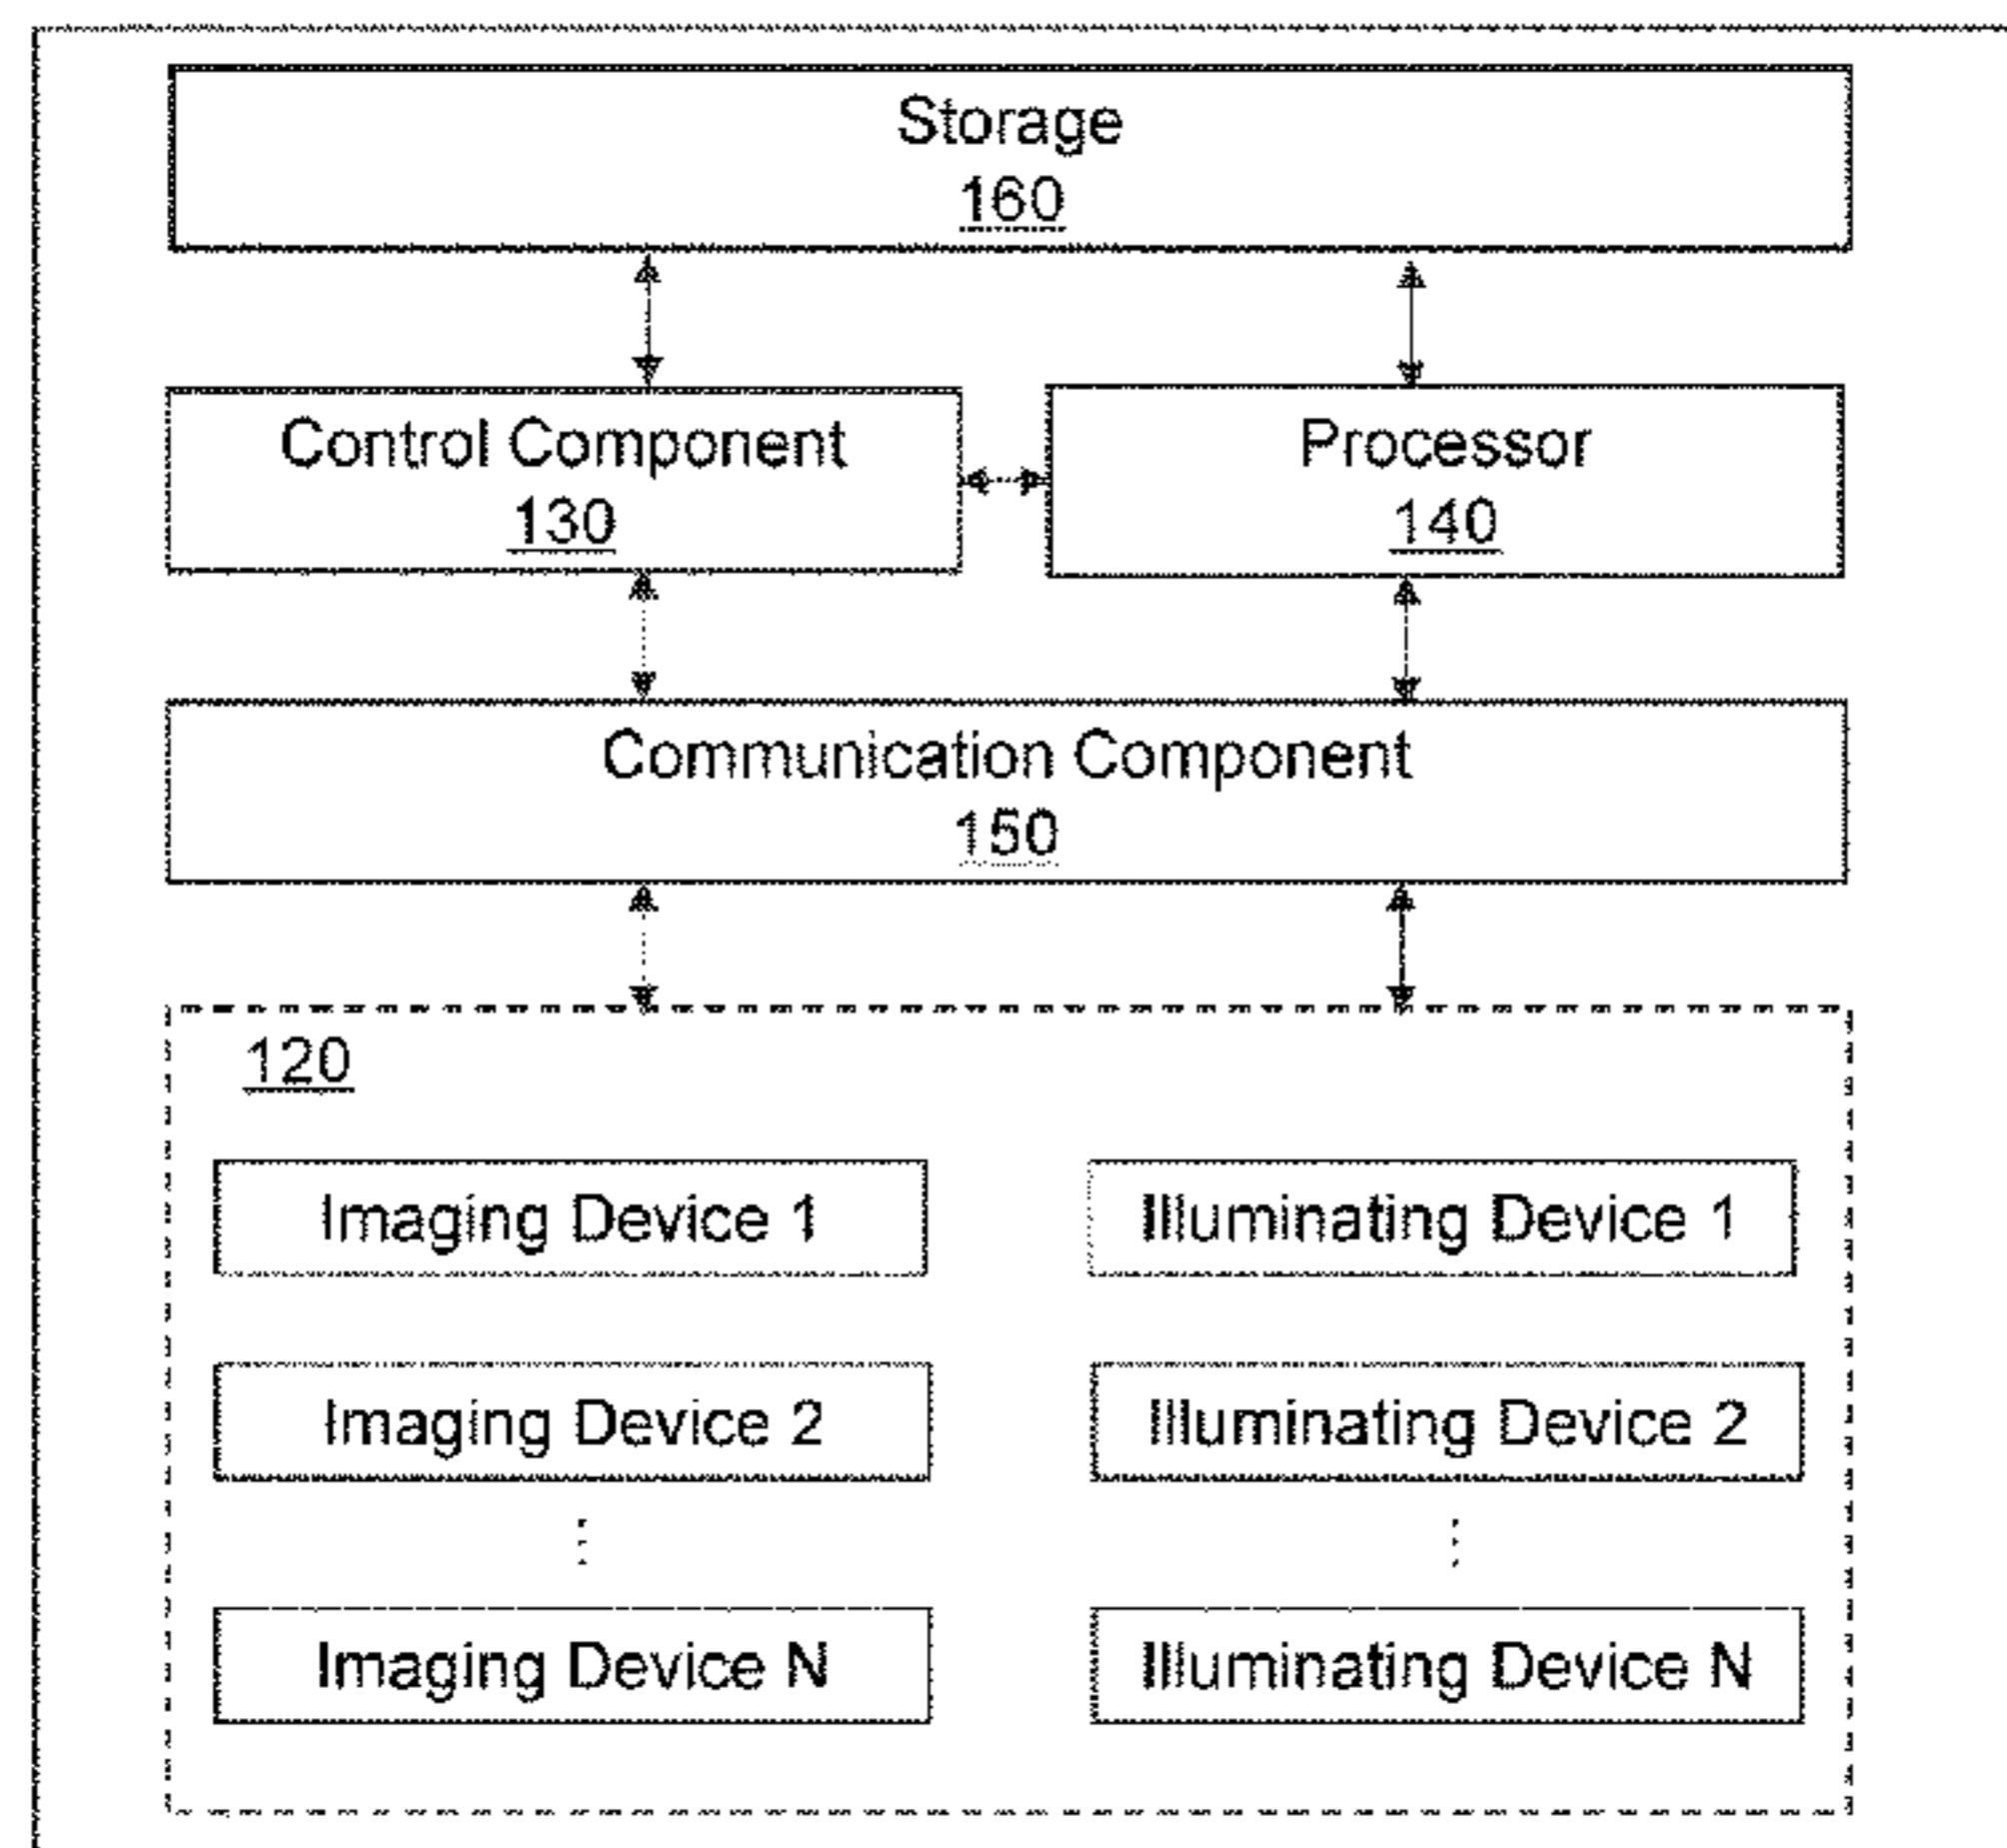 Storage
160
Control Component
130
Processor
140
Communication Component
150
120
Imaging Device 1
Illuminating Device 1
Imaging Device 2
Illuminating Device 2
⋮
⋮
Imaging Device N
Illuminating Device N